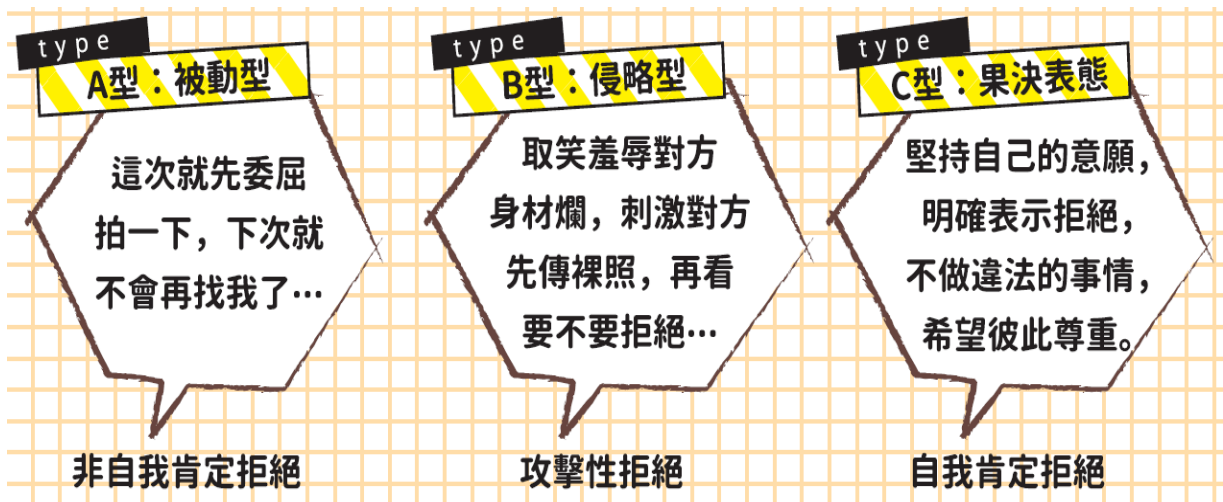 type
A型：被動型
這次就先委屈
拍一下，下次就
不會再找我了…
非自我肯定拒絕
type
B型：侵略型
取笑羞辱對方
身材爛，刺激對方
先傳裸照，再看
要不要拒絕…
攻擊性拒絕
type
C型：果決表態
堅持自己的意願，
明確表示拒絕，
不做違法的事情，
希望彼此尊重。
自我肯定拒絕